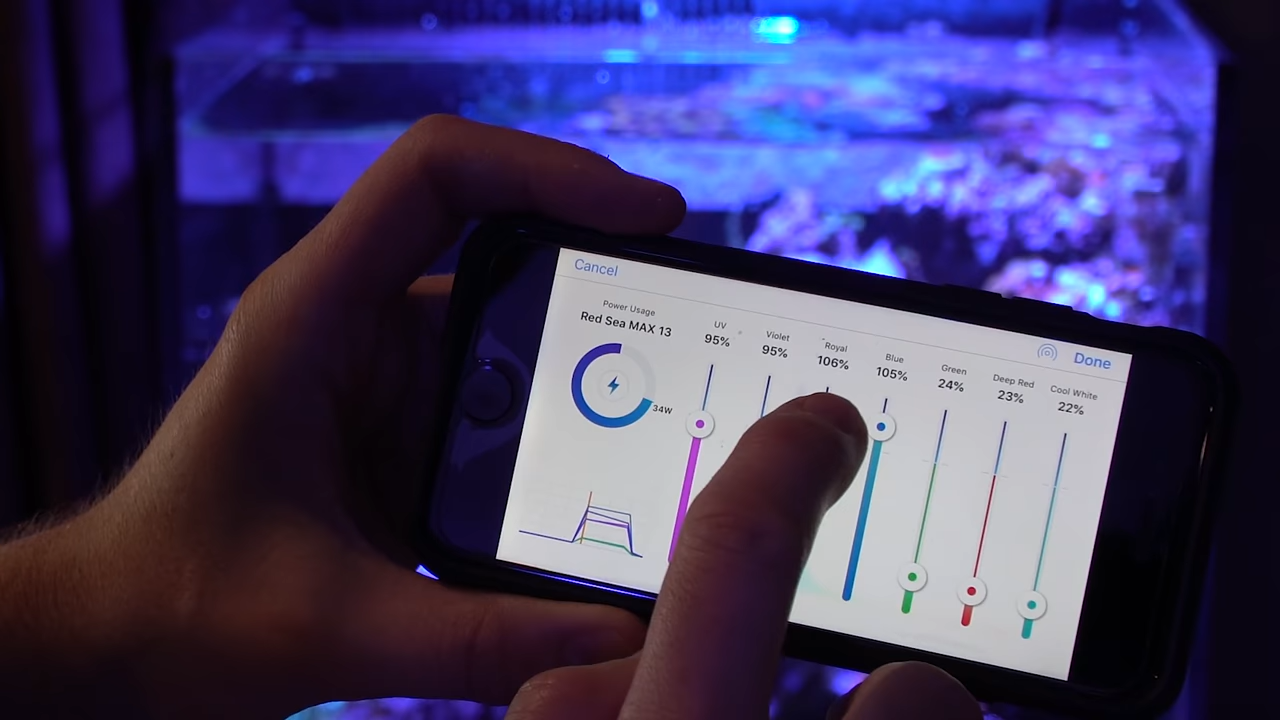 Cancel
Done
Power Usage
Red Sea MAX 13
34W
UV
95%
Violet
95%
Royal
106%
Blue
105%
Green
24%
Deep Red
23%
Cool White
22%